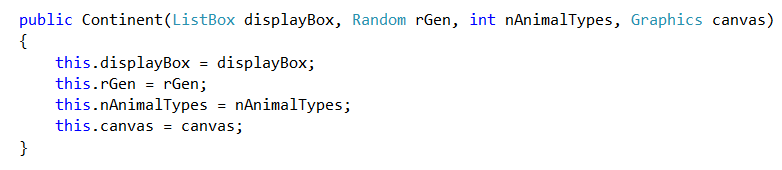 public Continent(ListBox displayBox, Random rGen, int nAnimalTypes, Graphics canvas)
{
    this.displayBox = displayBox;
    this.rGen = rGen;
    this.nAnimalTypes = nAnimalTypes;
    this.canvas = canvas;
}